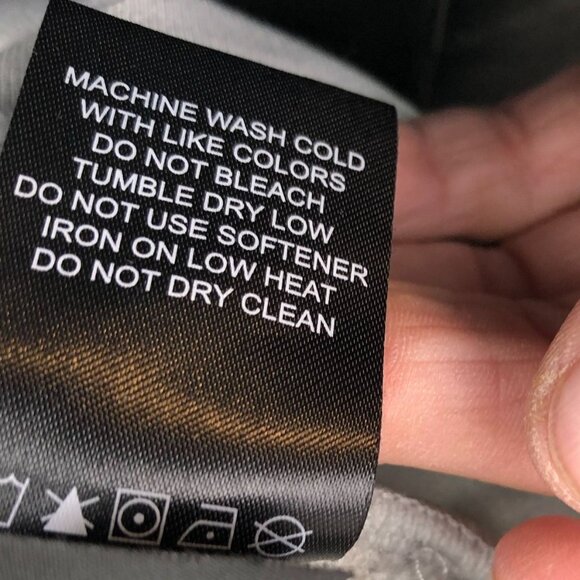 MACHINE WASH COLD
WITH LIKE COLORS
DO NOT BLEACH
TUMBLE DRY LOW
DO NOT USE SOFTENER
IRON ON LOW HEAT
DO NOT DRY CLEAN